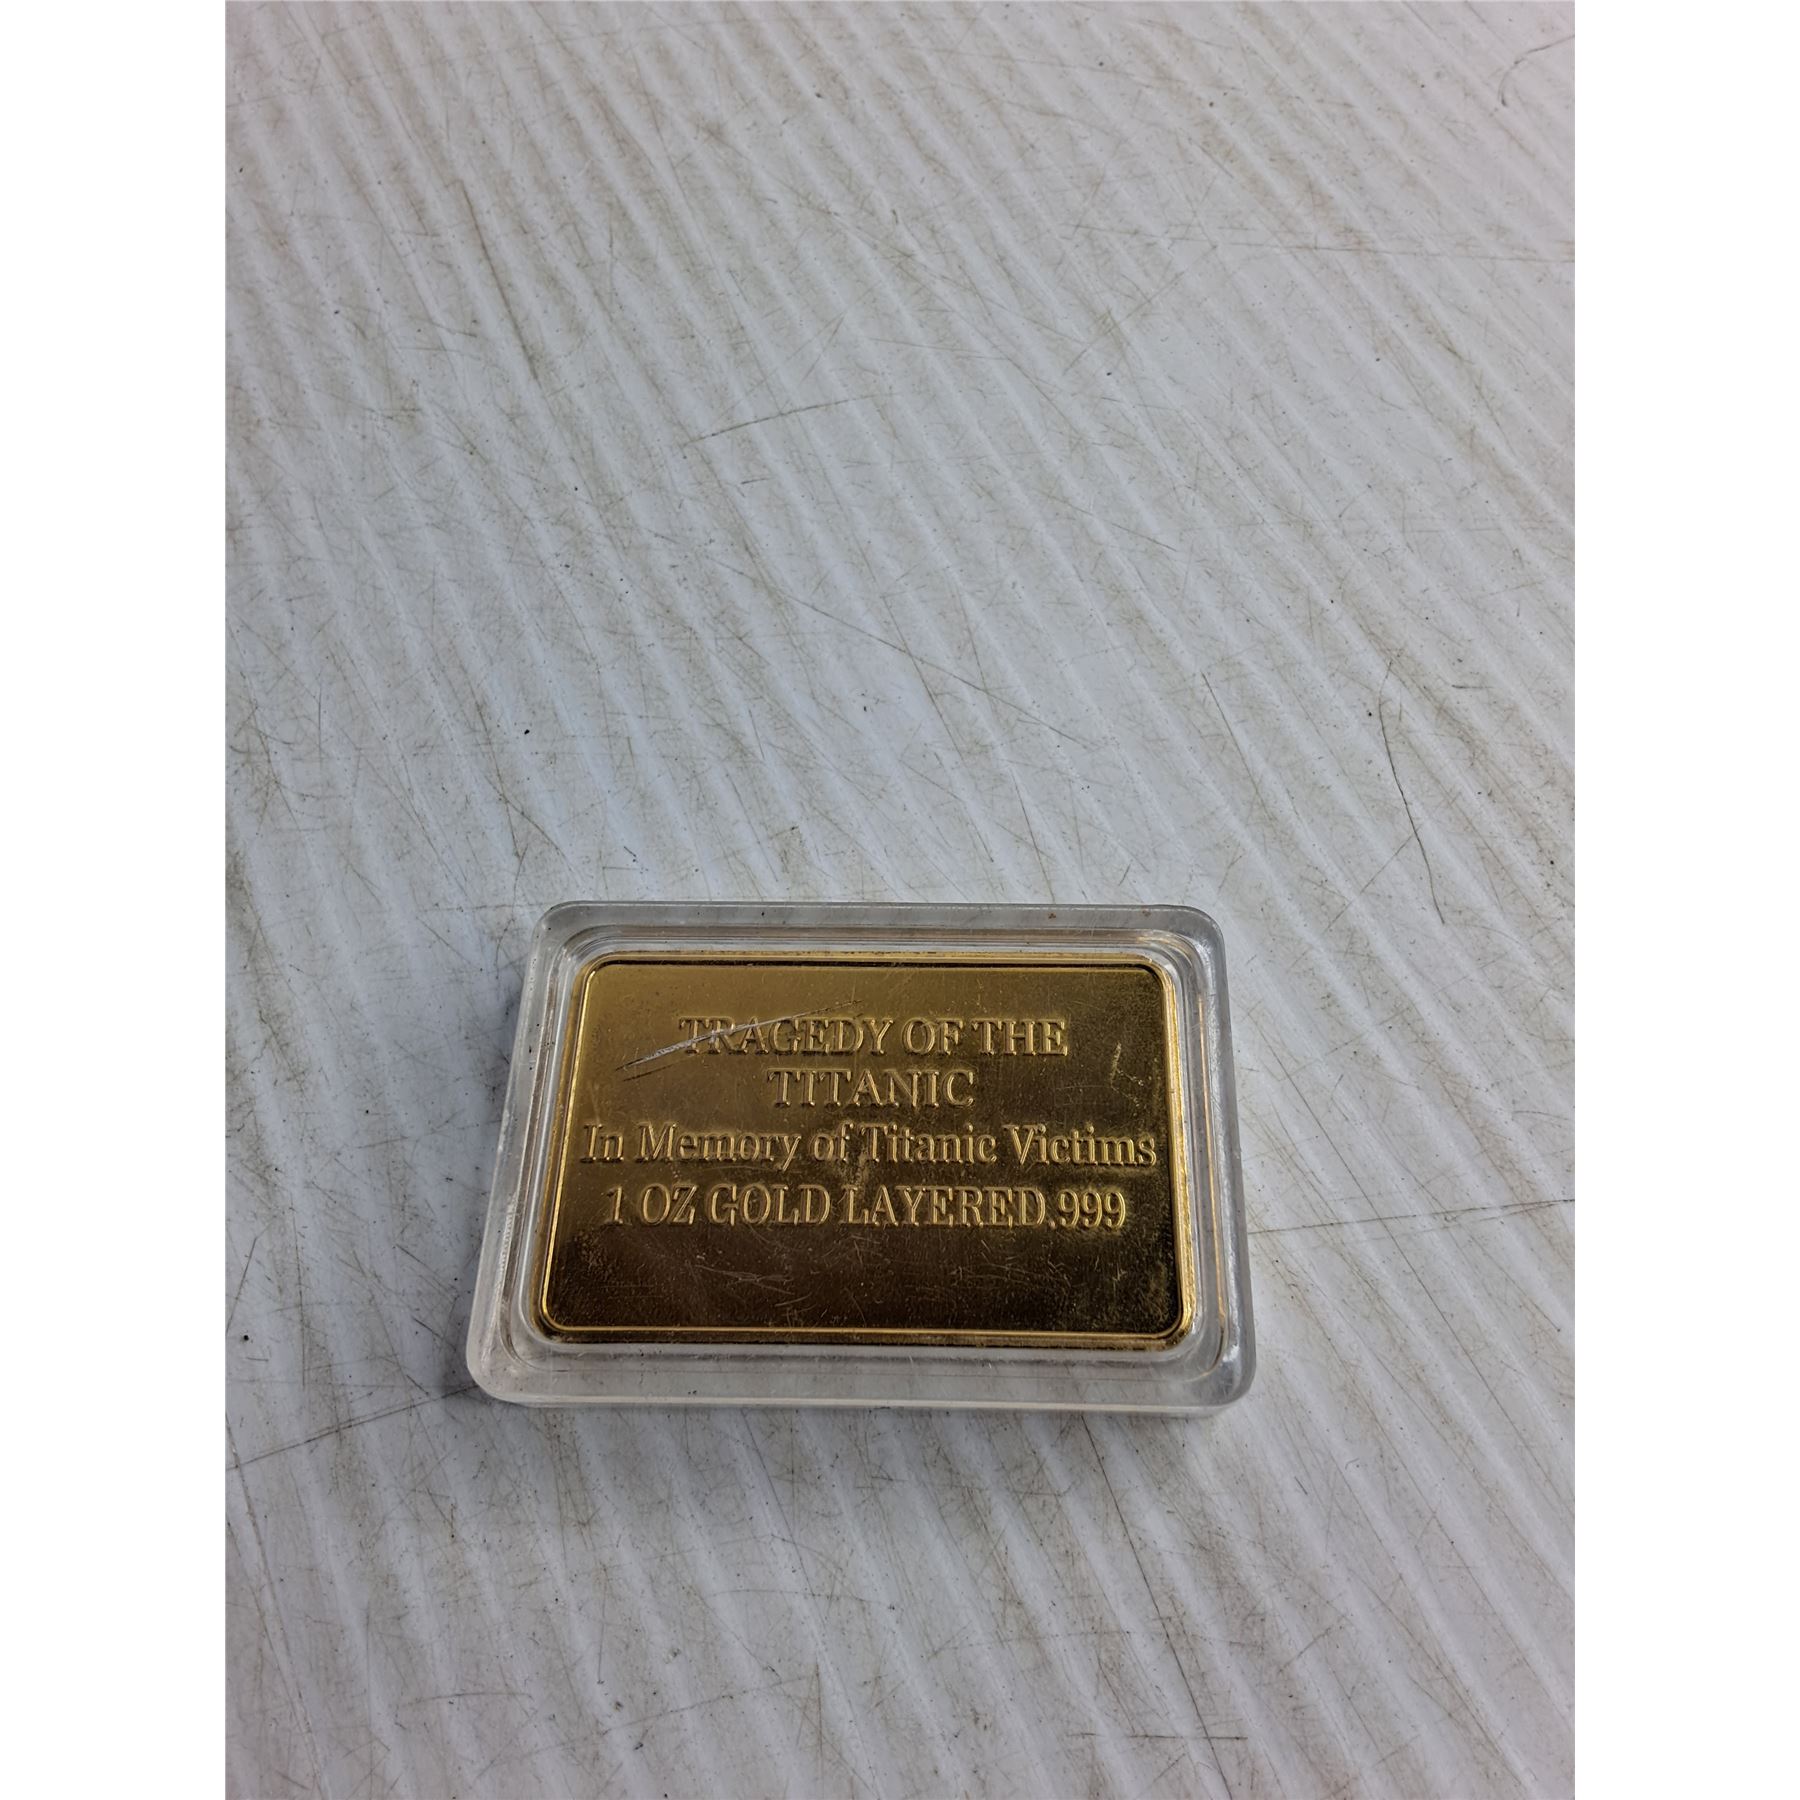 TRAGEDY OF THE
TITANIC
In Memory of Titanic Victims
1 OZ GOLD LAYERED.999